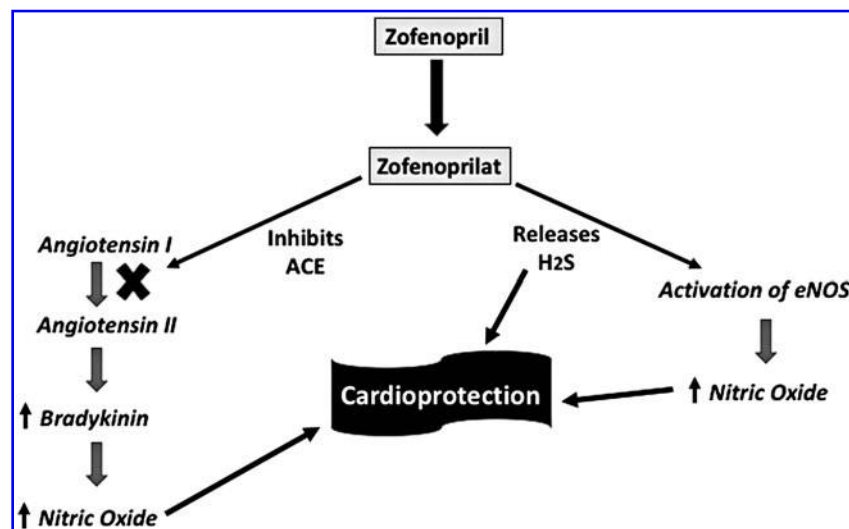 Zofenopril
Zofenoprilat
Inhibits
ACE
Releases
H2S
Angiotensin I
Angiotensin II
Bradykinin
Nitric Oxide
Activation of eNOS
Nitric Oxide
Cardioprotection